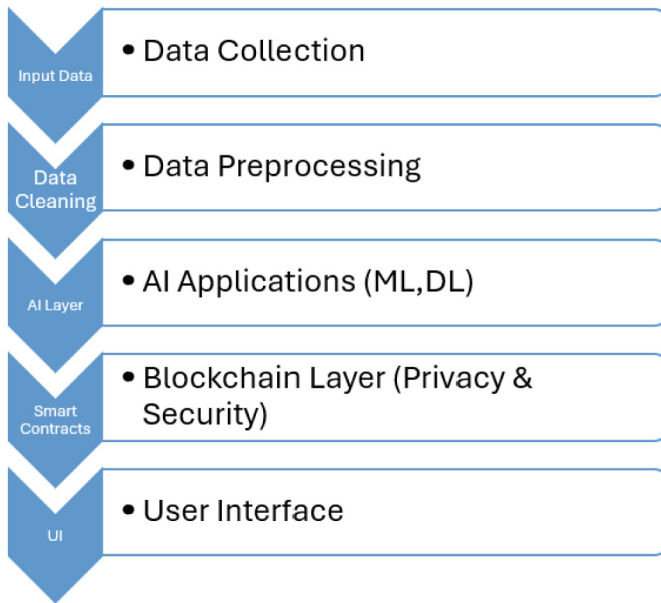 Input Data
• Data Collection
Data
Cleaning
• Data Preprocessing
AI Layer
• AI Applications (ML,DL)
Smart
Contracts
• Blockchain Layer (Privacy &
Security)
UI
• User Interface